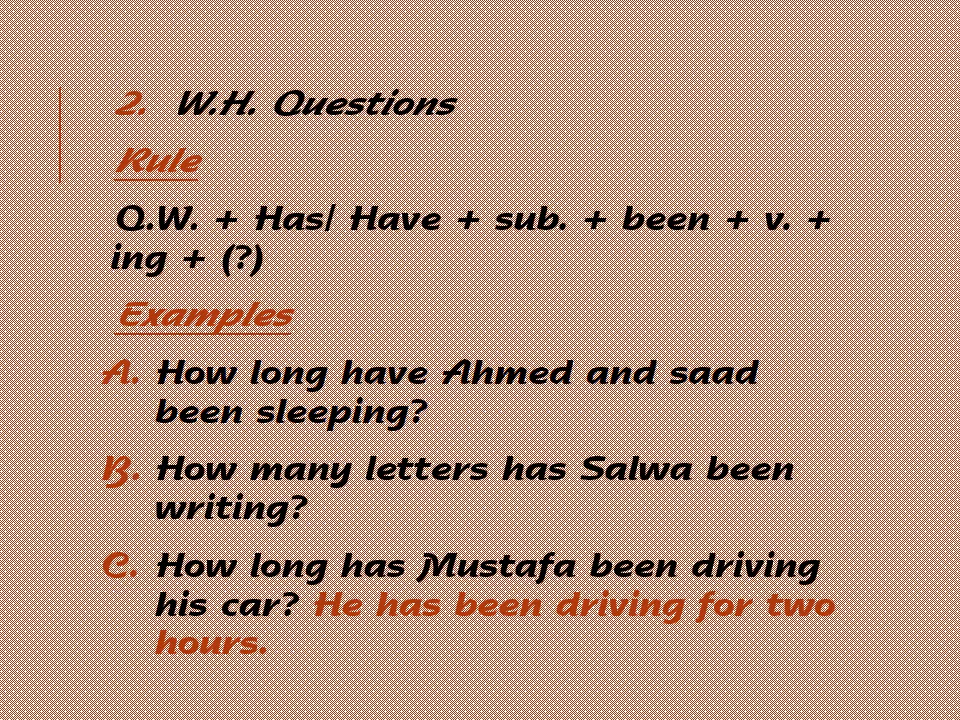 2. W.H. Questions
Rule
Q.W. + Has/ Have + sub. + been + v. +
ing + (?)
Examples
A. How long have Ahmed and saad
been sleeping?
B. How many letters has Salwa been
writing?
C. How long has Mustafa been driving
his car? He has been driving for two
hours.